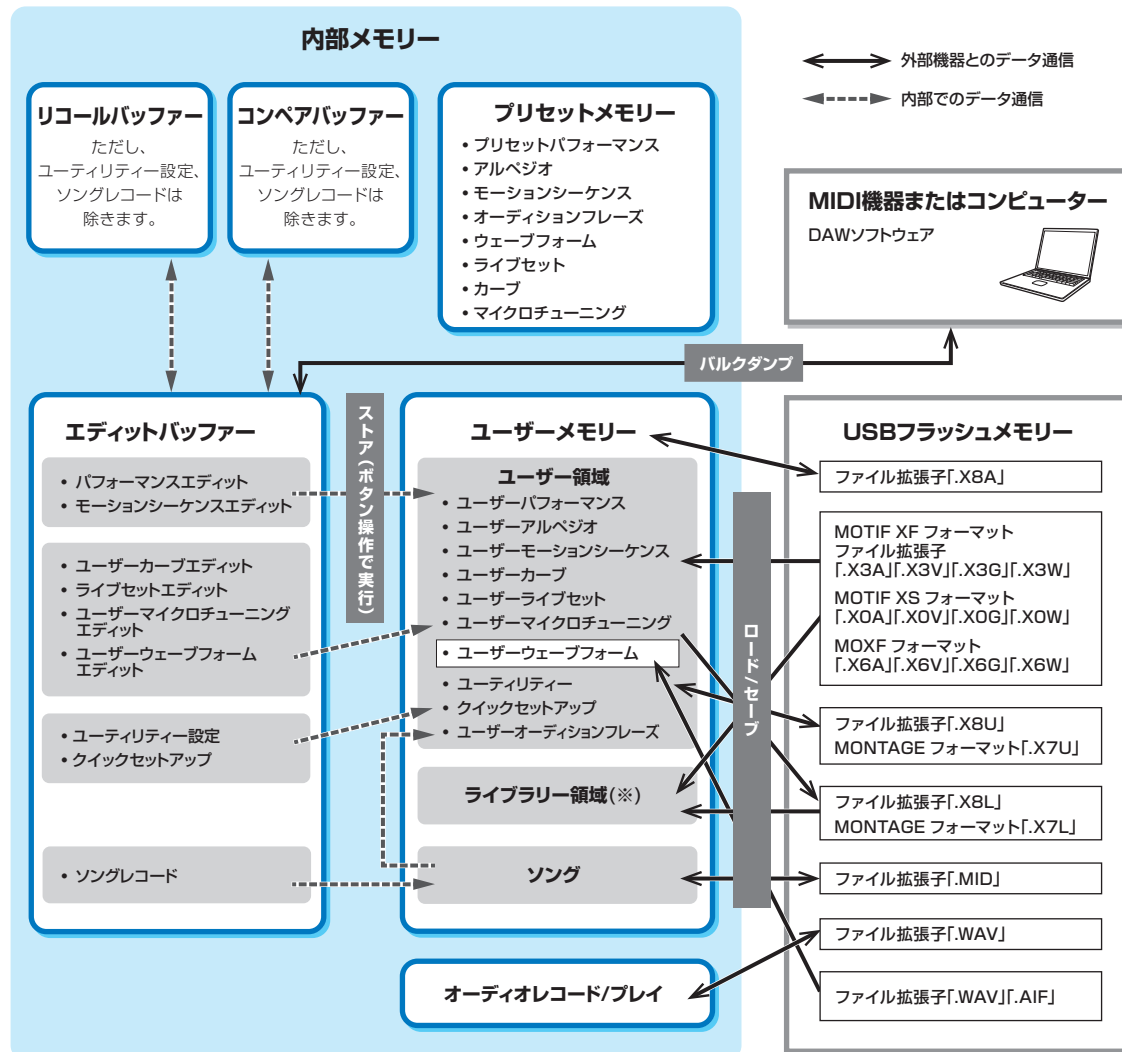 内部メモリー
外部機器とのデータ通信
内部でのデータ通信
リコールバッファー
ただし、
ユーティリティー設定、
ソングレコードは
除きます。
コンペアバッファー
ただし、
ユーティリティー設定、
ソングレコードは
除きます。
プリセットメモリー
• プリセットパフォーマンス
• アルペジオ
• モーションシーケンス
• オーディションフレーズ
• ウェーブフォーム
• ライブセット
• カーブ
• マイクロチューニング
MIDI機器またはコンピューター
DAWソフトウェア
バルクダンプ
エディットバッファー
• パフォーマンスエディット
• モーションシーケンスエディット
• ユーザーカーブエディット
• ライブセットエディット
• ユーザーマイクロチューニング
エディット
• ユーザーウェーブフォーム
エディット
• ユーティリティー設定
• クイックセットアップ
• ソングレコード
ストア(ボタン操作で実行)
ユーザーメモリー
ユーザー領域
• ユーザーパフォーマンス
• ユーザーアルペジオ
• ユーザーモーションシーケンス
• ユーザーカーブ
• ユーザーライブセット
• ユーザーマイクロチューニング
• ユーザーウェーブフォーム
• ユーティリティー
• クイックセットアップ
• ユーザーオーディションフレーズ
ライブラリー領域(※)
ソング
オーディオレコード/プレイ
ロード/セーブ
USBフラッシュメモリー
ファイル拡張子「.X8A」
MOTIF XF フォーマット
ファイル拡張子
「.X3A」「.X3V」「.X3G」「.X3W」
MOTIF XS フォーマット
「.X0A」「.X0V」「.X0G」「.X0W」
MOXF フォーマット
「.X6A」「.X6V」「.X6G」「.X6W」
ファイル拡張子「.X8U」
MONTAGE フォーマット「.X7U」
ファイル拡張子「.X8L」
MONTAGE フォーマット「.X7L」
ファイル拡張子「.MID」
ファイル拡張子「.WAV」
ファイル拡張子「.WAV」「.AIF」